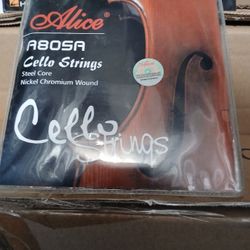 Alice
A805A
Cello Strings
Steel Core
Nickel Chromium Wound
Cello
Strings